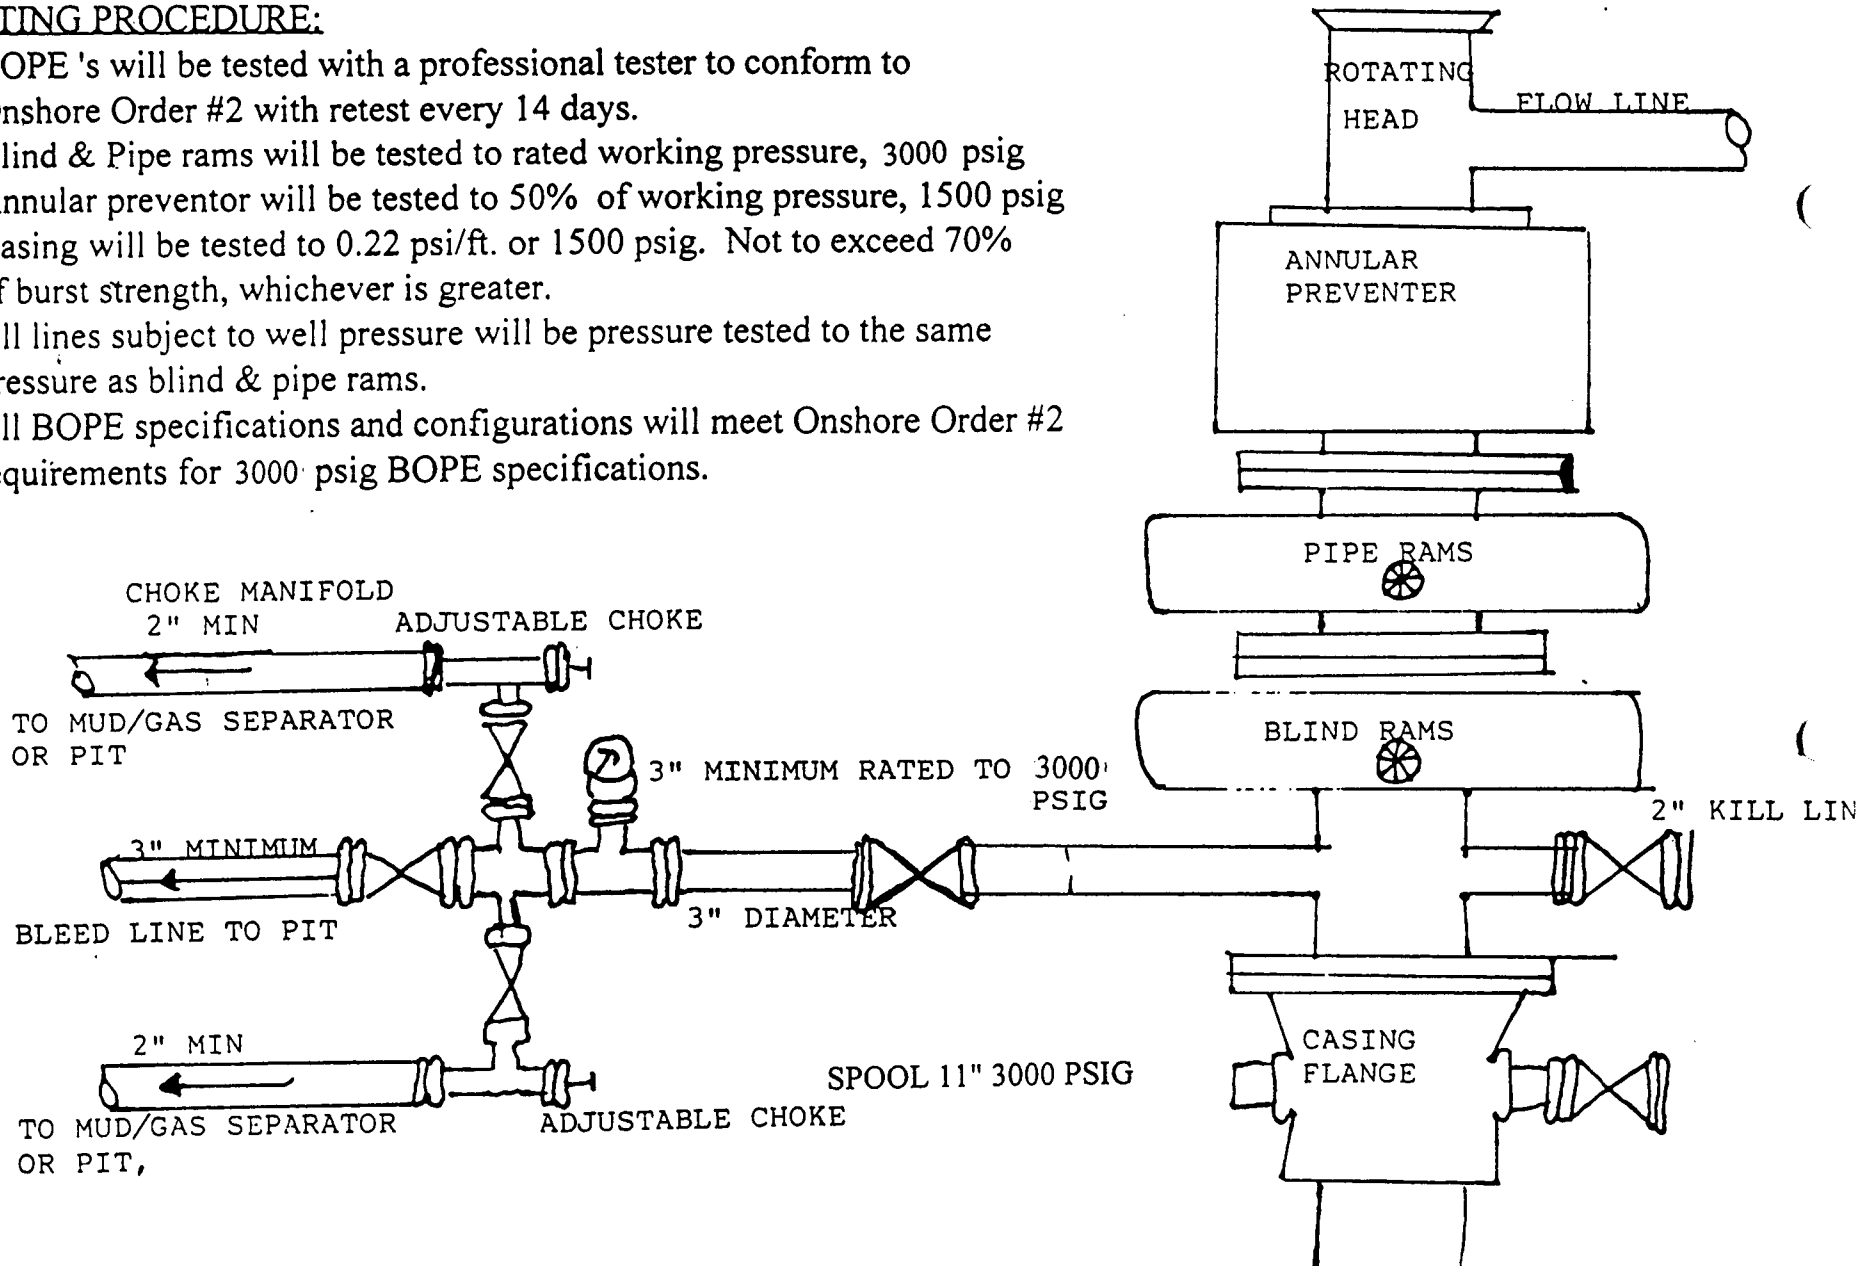 TING PROCEDURE:
OPE 's will be tested with a professional tester to conform to
nshore Order #2 with retest every 14 days.
lind & Pipe rams will be tested to rated working pressure, 3000 psig
nnular preventor will be tested to 50% of working pressure, 1500 psig
asing will be tested to 0.22 psi/ft. or 1500 psig. Not to exceed 70%
f burst strength, whichever is greater.
ll lines subject to well pressure will be pressure tested to the same
ressure as blind & pipe rams.
ll BOPE specifications and configurations will meet Onshore Order #2
equirements for 3000 psig BOPE specifications.
ROTATING
HEAD
FLOW LINE
ANNULAR
PREVENTER
PIPE RAMS
BLIND RAMS
CHOKE MANIFOLD
2" MIN
ADJUSTABLE CHOKE
TO MUD/GAS SEPARATOR
OR PIT
3" MINIMUM RATED TO 3000
PSIG
2" KILL LIN
3" MINIMUM
BLEED LINE TO PIT
3" DIAMETER
2" MIN
SPOOL 11" 3000 PSIG
CASING
FLANGE
TO MUD/GAS SEPARATOR
OR PIT,
ADJUSTABLE CHOKE